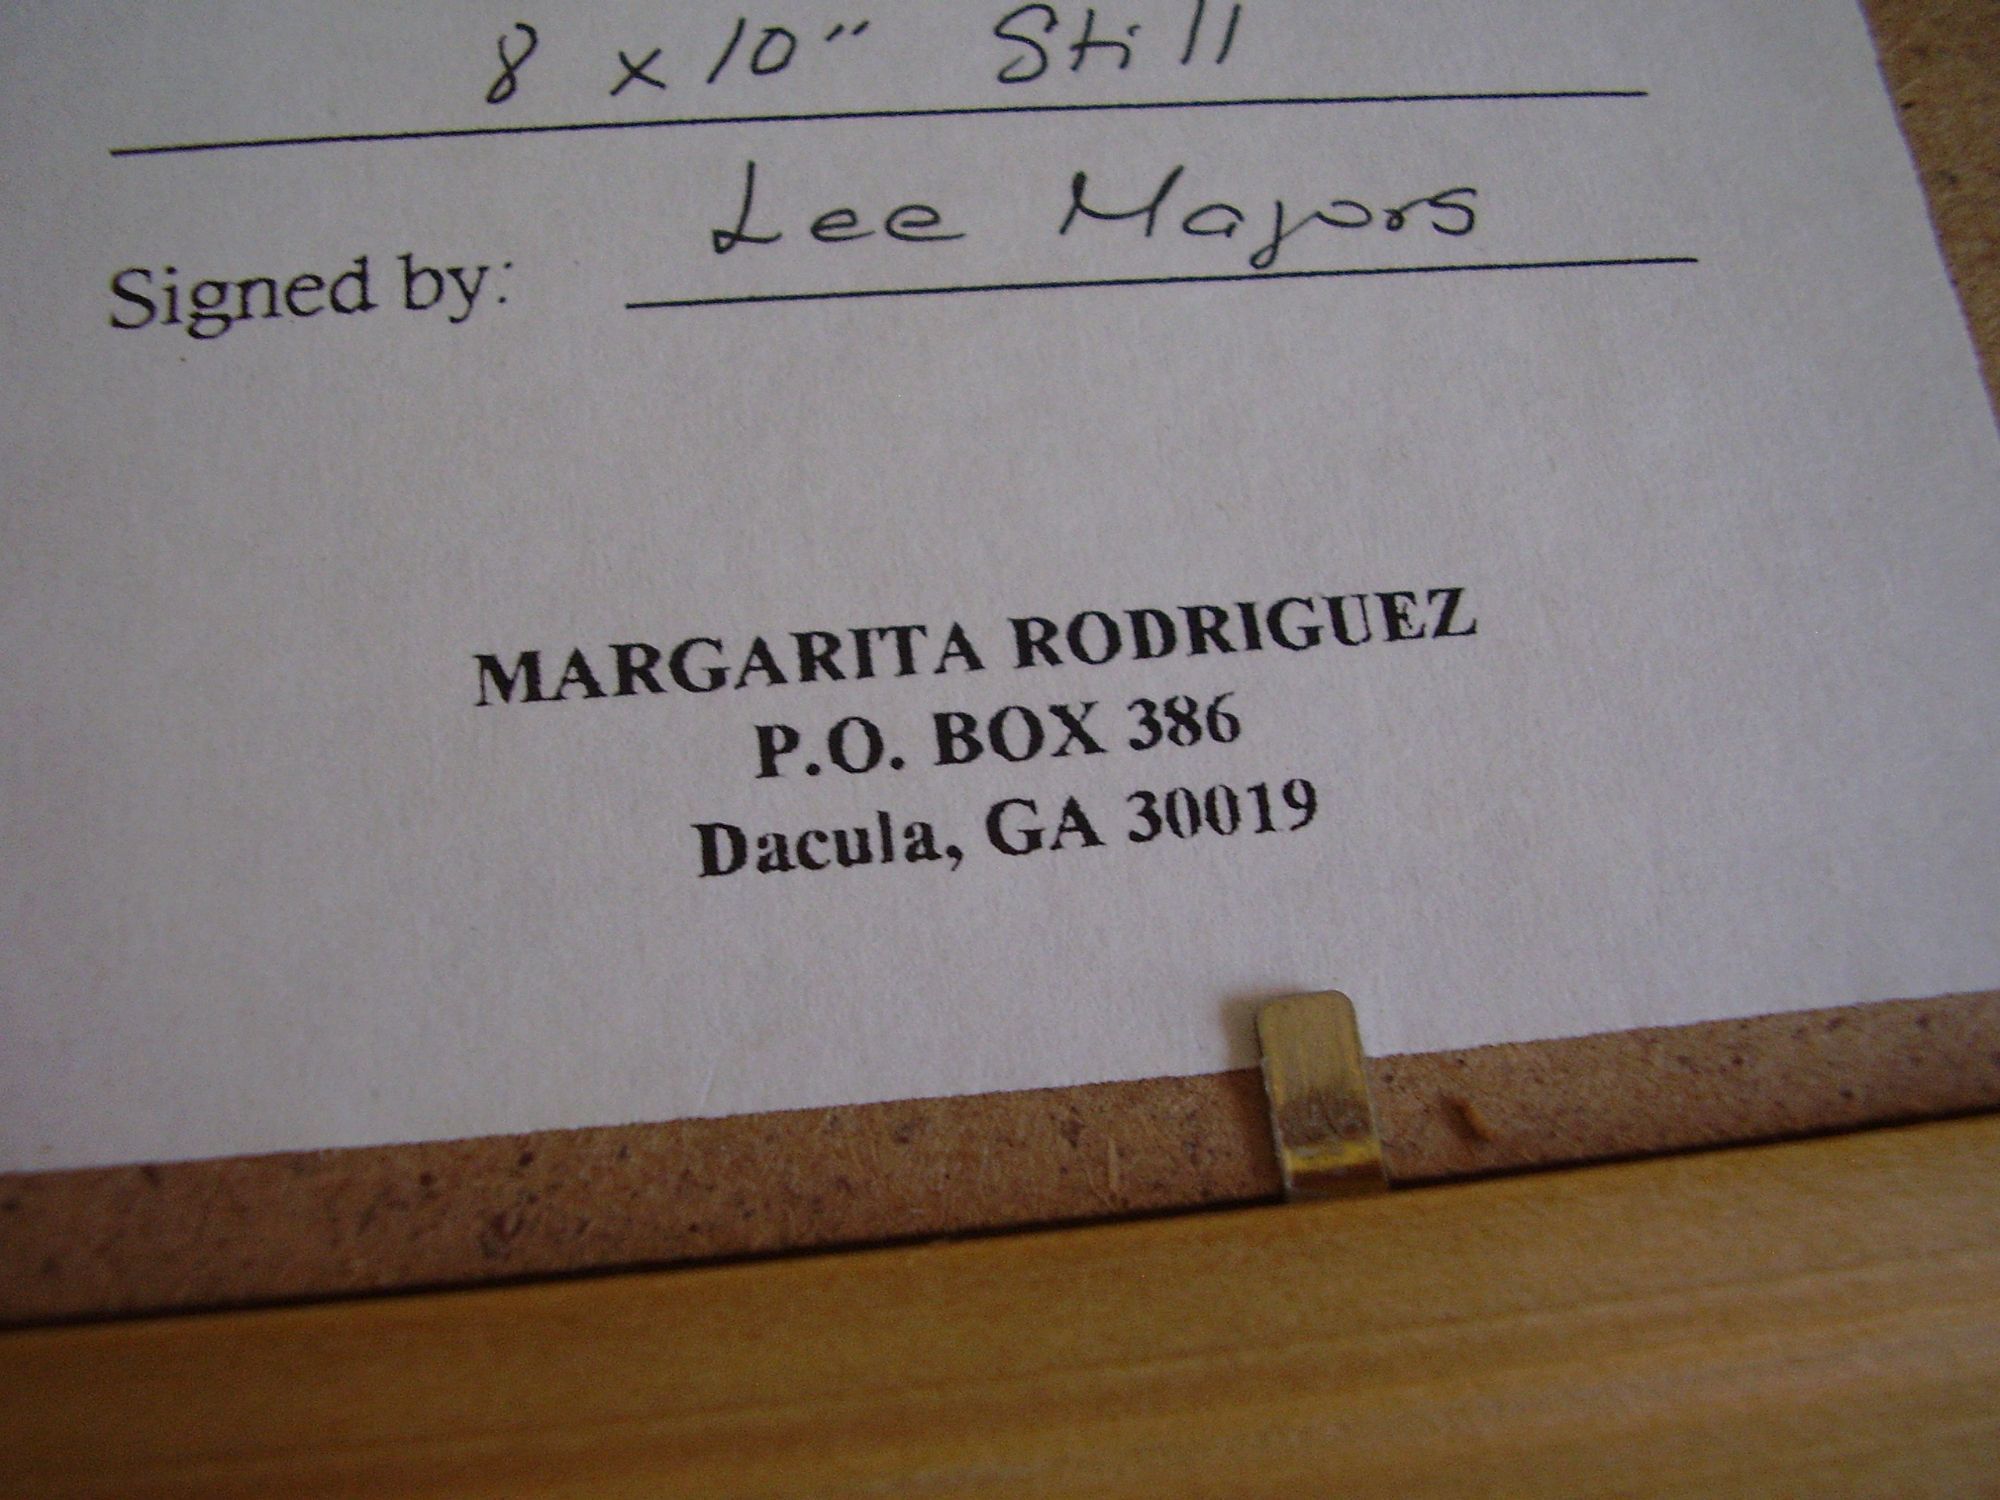 8 x 10" Still
Signed by: Lee Majors
MARGARITA RODRIGUEZ
P.O. BOX 386
Dacula, GA 30019